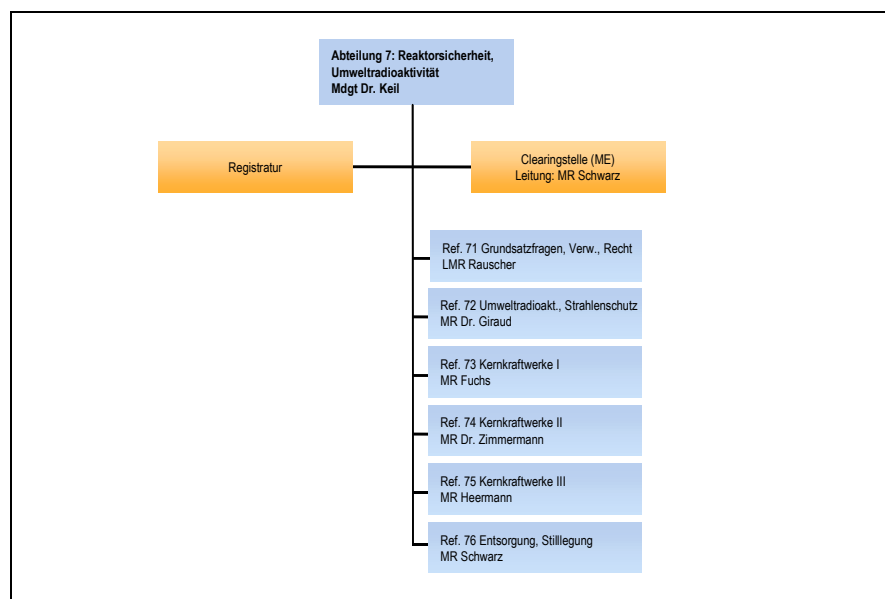 Abteilung 7: Reaktorsicherheit,
Umweltradioaktivität
Mdgt Dr. Keil
Registratur
Clearingstelle (ME)
Leitung: MR Schwarz
Ref. 71 Grundsatzfragen, Verw., Recht
LMR Rauscher
Ref. 72 Umweltradioakt., Strahlenschutz
MR Dr. Giraud
Ref. 73 Kernkraftwerke I
MR Fuchs
Ref. 74 Kernkraftwerke II
MR Dr. Zimmermann
Ref. 75 Kernkraftwerke III
MR Heermann
Ref. 76 Entsorgung, Stilllegung
MR Schwarz